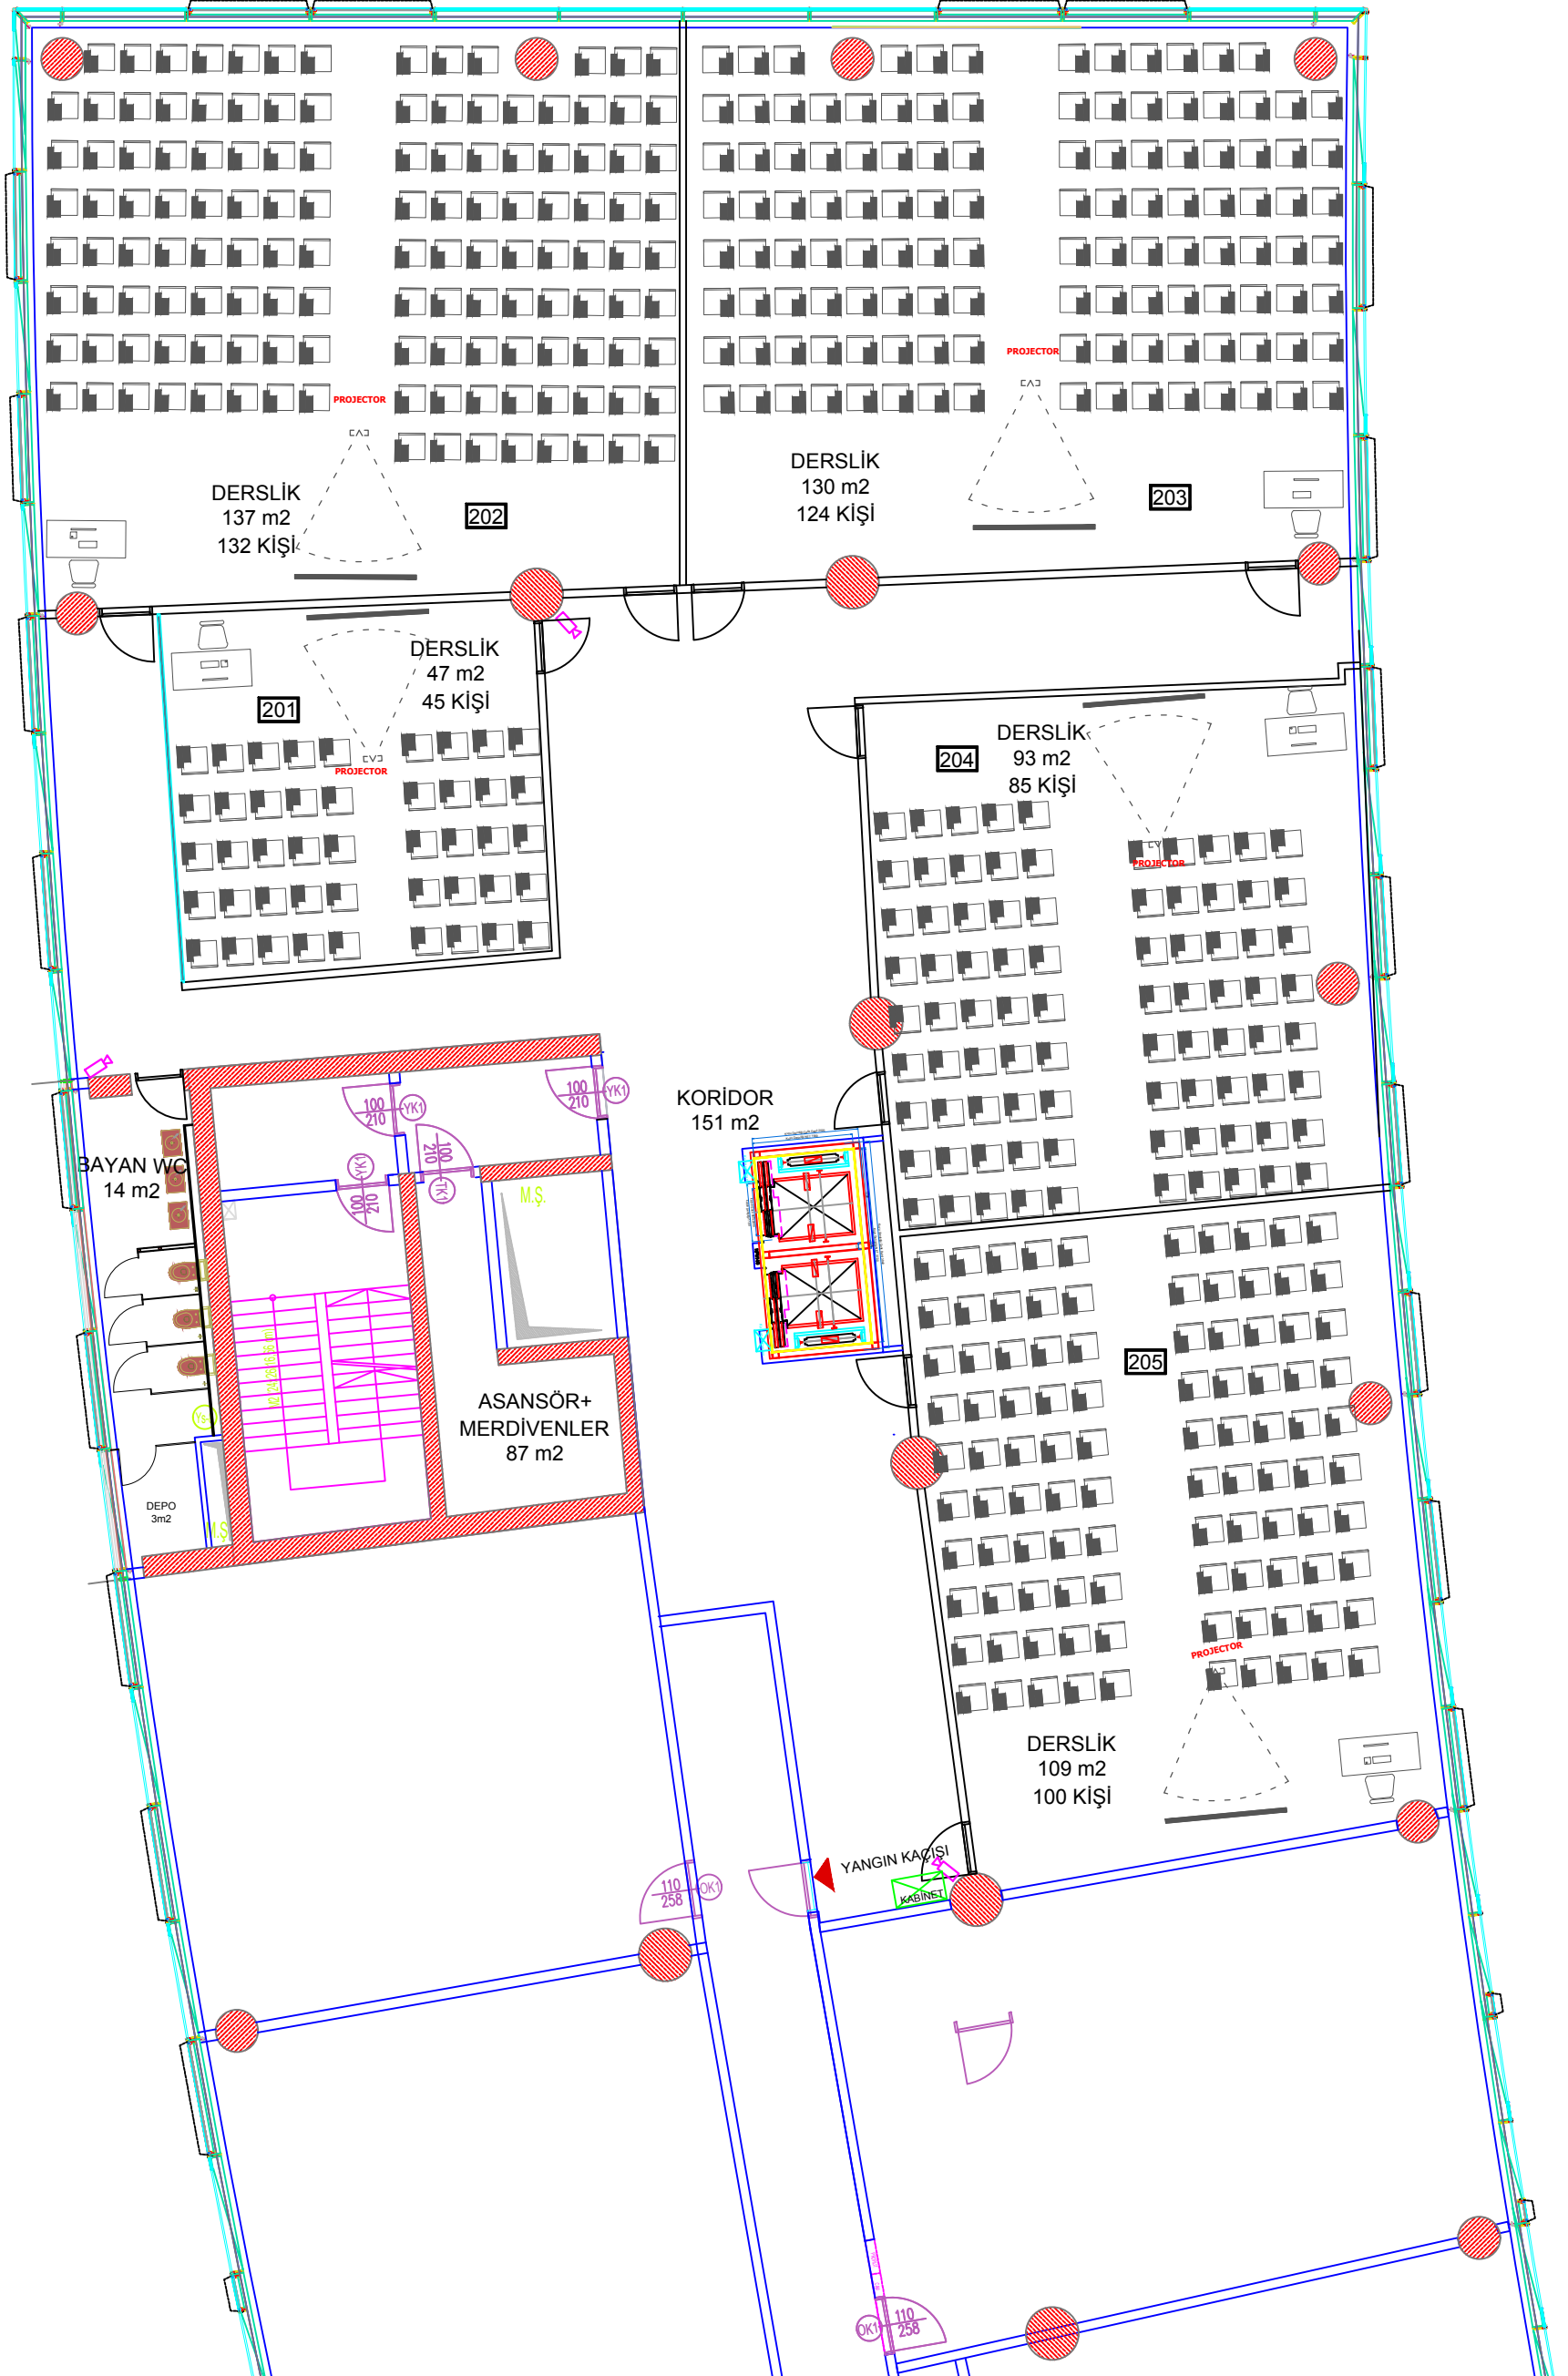 PROJECTOR
PROJECTOR
DERSLİK
137 m2
132 KİŞİ
202
DERSLİK
130 m2
124 KİŞİ
203
DERSLİK
47 m2
45 KİŞİ
201
PROJECTOR
DERSLİK
93 m2
85 KİŞİ
204
PROJECTOR
100
210
YK1
100
210
YK1
100
210
TK1
YK1
100
210
KORİDOR
151 m2
BAYAN WC
14 m2
M.Ş.
205
ASANSÖR+
MERDİVENLER
87 m2
DEPO
3m2
M.Ş
PROJECTOR
DERSLİK
109 m2
100 KİŞİ
YANGIN KAÇIŞI
KABİNET
110
258
OK1
OK1
110
258